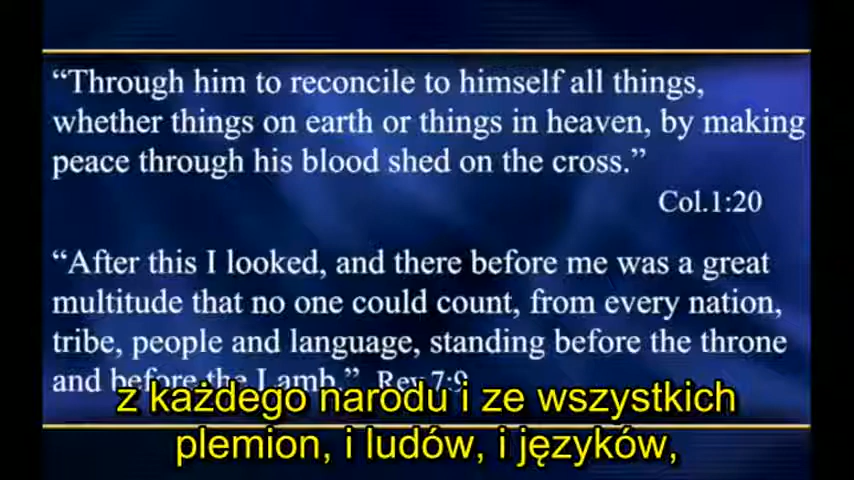 “Through him to reconcile to himself all things,
whether things on earth or things in heaven, by making
peace through his blood shed on the cross.”
Col.1:20
“After this I looked, and there before me was a great
multitude that no one could count, from every nation,
tribe, people and language, standing before the throne
and before the Lamb.” Rev 7:9
z każdego narodu i ze wszystkich
plemion, i ludów, i języków,